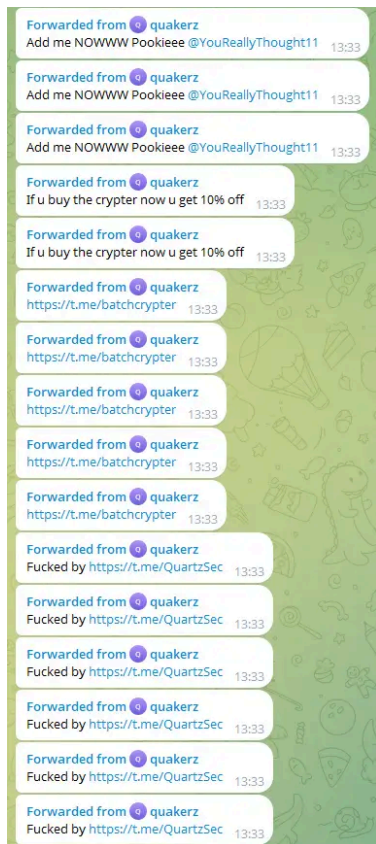 Forwarded from Q quakerz
Add me NOWWW Pookieee @YouReallyThought11 13:33
Forwarded from Q quakerz
Add me NOWWW Pookieee @YouReallyThought11 13:33
Forwarded from Q quakerz
Add me NOWWW Pookieee @YouReallyThought11 13:33
Forwarded from Q quakerz
If u buy the crypter now u get 10% off 13:33
Forwarded from Q quakerz
If u buy the crypter now u get 10% off 13:33
Forwarded from Q quakerz
https://t.me/batchcrypter 13:33
Forwarded from Q quakerz
https://t.me/batchcrypter 13:33
Forwarded from Q quakerz
https://t.me/batchcrypter 13:33
Forwarded from Q quakerz
https://t.me/batchcrypter 13:33
Forwarded from Q quakerz
https://t.me/batchcrypter 13:33
Forwarded from Q quakerz
Fucked by https://t.me/QuartzSec 13:33
Forwarded from Q quakerz
Fucked by https://t.me/QuartzSec 13:33
Forwarded from Q quakerz
Fucked by https://t.me/QuartzSec 13:33
Forwarded from Q quakerz
Fucked by https://t.me/QuartzSec 13:33
Forwarded from Q quakerz
Fucked by https://t.me/QuartzSec 13:33
Forwarded from Q quakerz
Fucked by https://t.me/QuartzSec 13:33